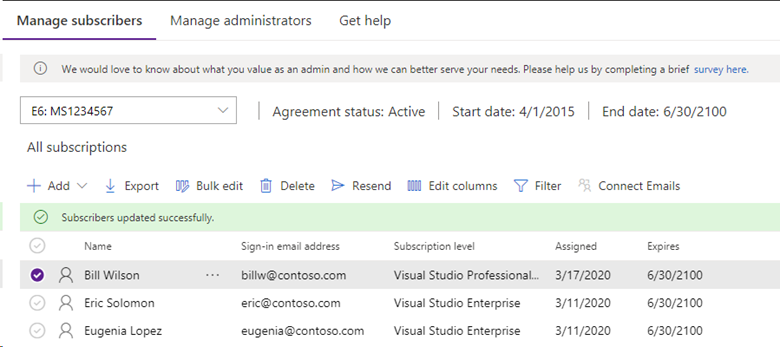 Manage subscribers Manage administrators Get help
We would love to know about what you value as an admin and how we can better serve your needs. Please help us by completing a brief survey here.
E6: MS1234567 Agreement status: Active Start date: 4/1/2015 End date: 6/30/2100
All subscriptions
Add Export Bulk edit Delete Resend Edit columns Filter Connect Emails
Subscribers updated successfully.
Name Sign-in email address Subscription level Assigned Expires
Bill Wilson ... billw@contoso.com Visual Studio Professional... 3/17/2020 6/30/2100
Eric Solomon eric@contoso.com Visual Studio Enterprise 3/11/2020 6/30/2100
Eugenia Lopez eugenia@contoso.com Visual Studio Enterprise 3/11/2020 6/30/2100